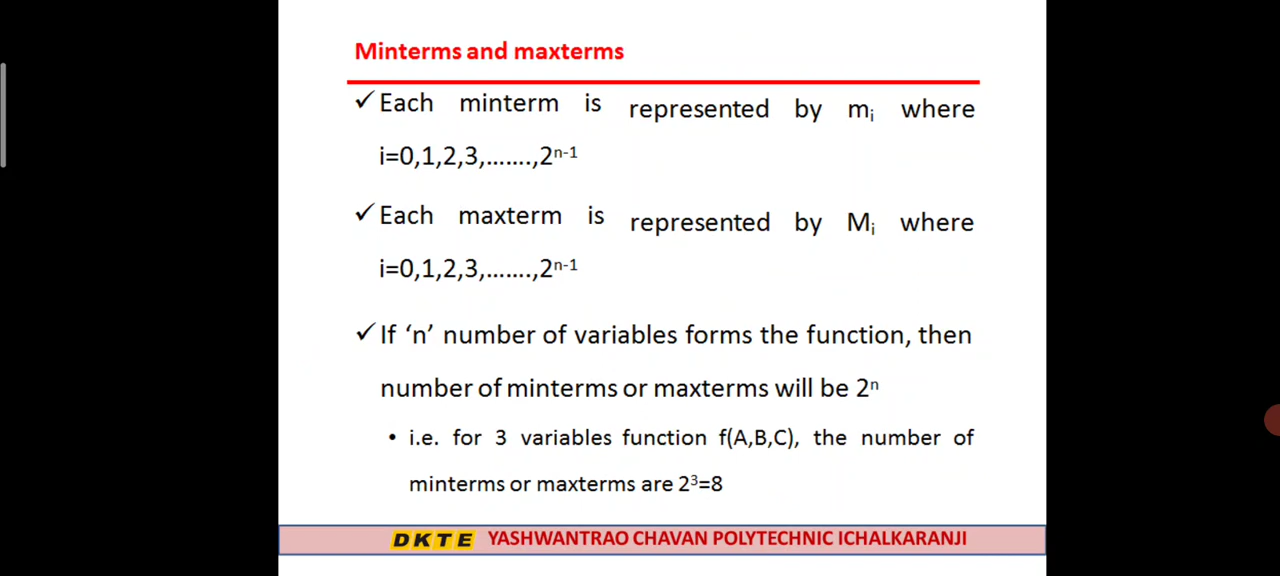 Minterms and maxterms
✓ Each minterm is represented by mᵢ where
i=0,1,2,3,.......,2ⁿ⁻¹
✓ Each maxterm is represented by Mᵢ where
i=0,1,2,3,.......,2ⁿ⁻¹
✓ If ‘n’ number of variables forms the function, then
number of minterms or maxterms will be 2ⁿ
• i.e. for 3 variables function f(A,B,C), the number of
minterms or maxterms are 2³=8
DKTE YASHWANTRAO CHAVAN POLYTECHNIC ICHALKARANJI